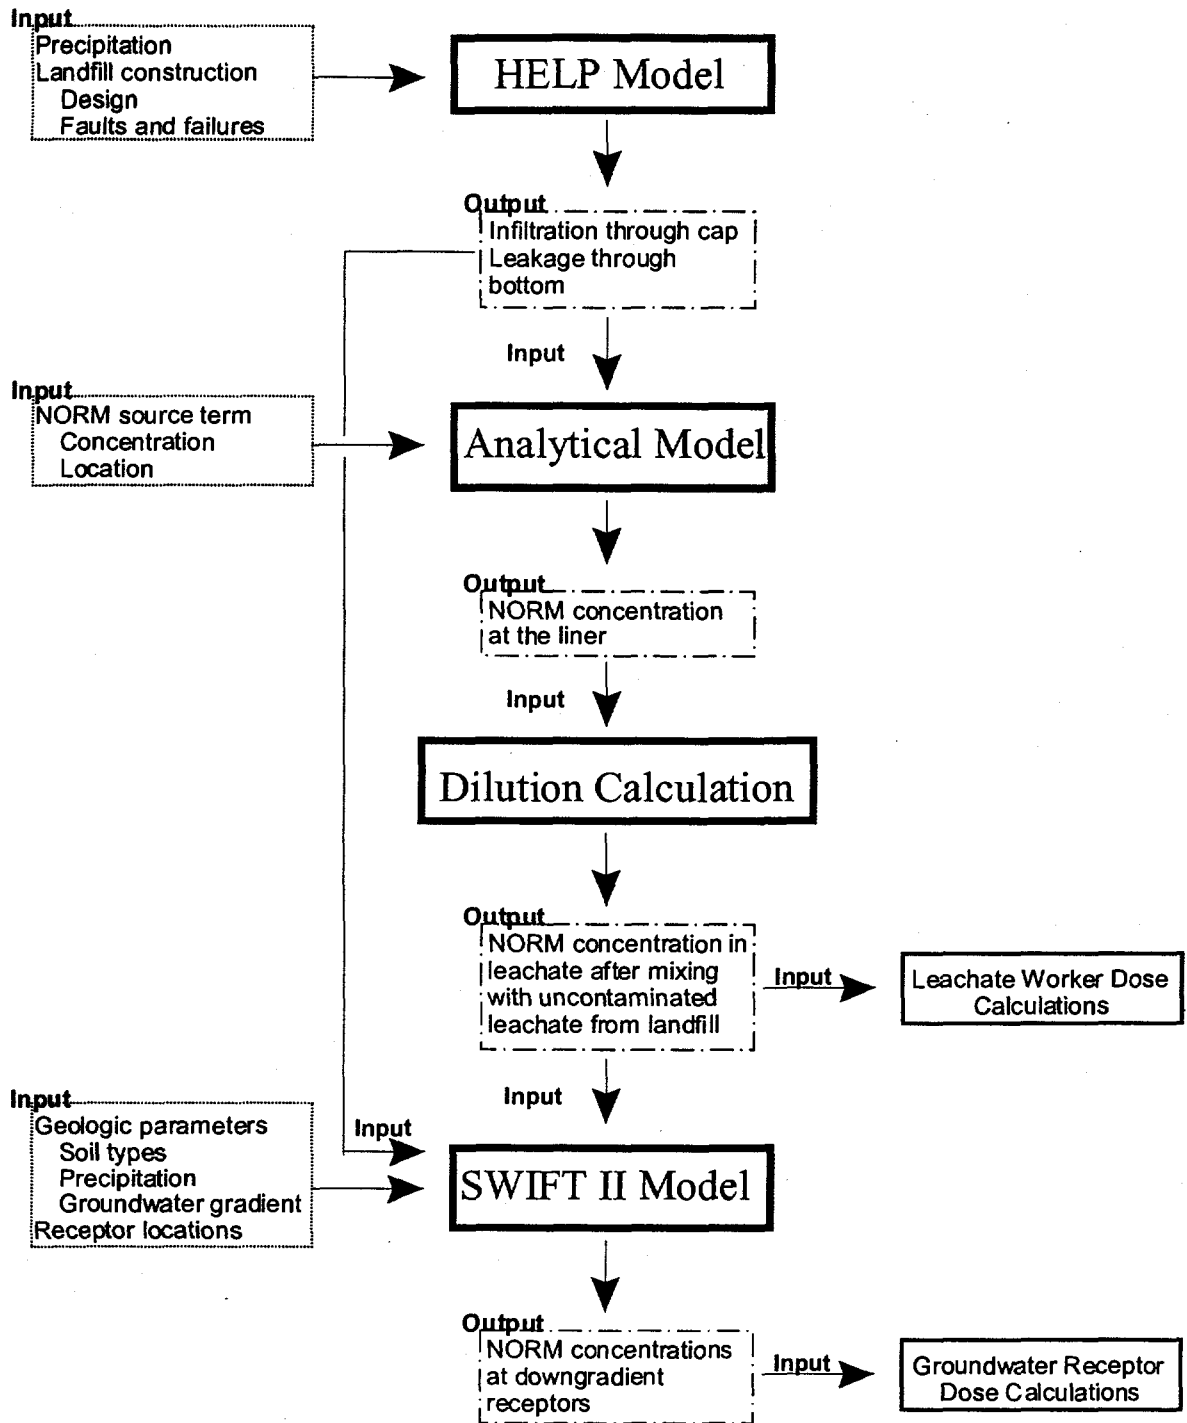 Input
Precipitation
Landfill construction
Design
Faults and failures
HELP Model
Output
Infiltration through cap
Leakage through
bottom
Input
Input
NORM source term
Concentration
Location
Analytical Model
Output
NORM concentration
at the liner
Input
Dilution Calculation
Output
NORM concentration in
leachate after mixing
with uncontaminated
leachate from landfill
Input
Leachate Worker Dose
Calculations
Input
Input
Geologic parameters
Soil types
Precipitation
Groundwater gradient
Receptor locations
Input
SWIFT II Model
Output
NORM concentrations
at downgradient
receptors
Input
Groundwater Receptor
Dose Calculations